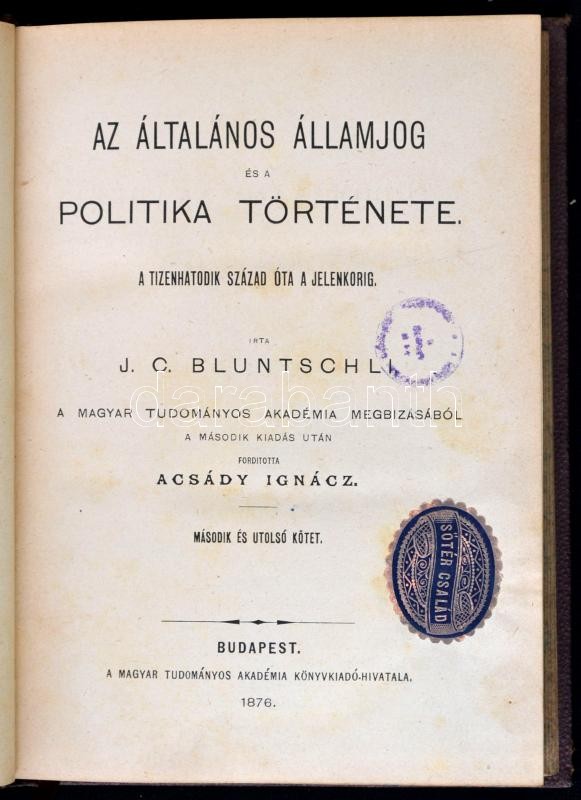 AZ ÁLTALÁNOS ÁLLAMJOG
ÉS A
POLITIKA TÖRTÉNETE.
A TIZENHATODIK SZÁZAD ÓTA A JELENKORIG.
IRTA
J. C. BLUNTSCHLI.
darabanth
A MAGYAR TUDOMÁNYOS AKADÉMIA MEGBIZÁSÁBÓL
A MÁSODIK KIADÁS UTÁN
FORDITOTTA
ACSÁDY IGNÁCZ.
MÁSODIK ÉS UTOLSÓ KÖTET.
SÓTÉR CSALÁD
BUDAPEST.
A MAGYAR TUDOMÁNYOS AKADÉMIA KÖNYVKIADÓ-HIVATALA.
1876.